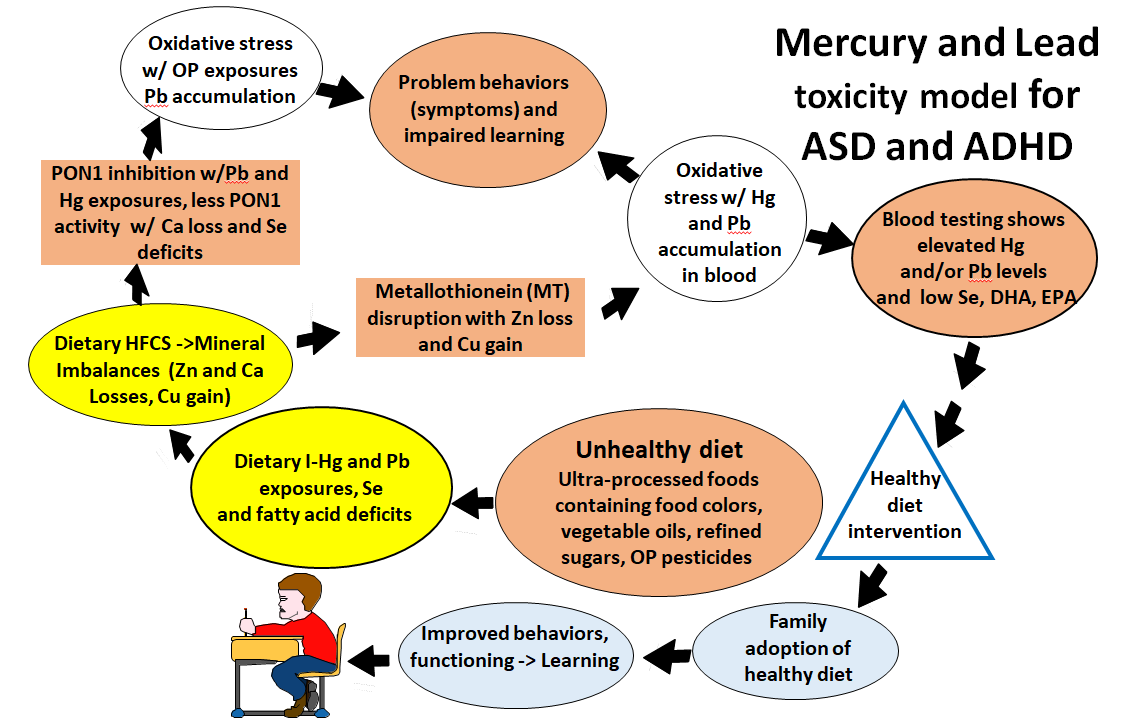 Mercury and Lead
toxicity model for
ASD and ADHD
Oxidative stress
w/ OP exposures
Pb accumulation
Problem behaviors
(symptoms) and
impaired learning
PON1 inhibition w/Pb and
Hg exposures, less PON1
activity w/ Ca loss and Se
deficits
Oxidative
stress w/ Hg
and Pb
accumulation
in blood
Blood testing shows
elevated Hg
and/or Pb levels
and low Se, DHA, EPA
Metallothionein (MT)
disruption with Zn loss
and Cu gain
Dietary HFCS ->Mineral
Imbalances (Zn and Ca
Losses, Cu gain)
Dietary I-Hg and Pb
exposures, Se
and fatty acid deficits
Unhealthy diet
Ultra-processed foods
containing food colors,
vegetable oils, refined
sugars, OP pesticides
Healthy
diet
intervention
Family
adoption of
healthy diet
Improved behaviors,
functioning -> Learning